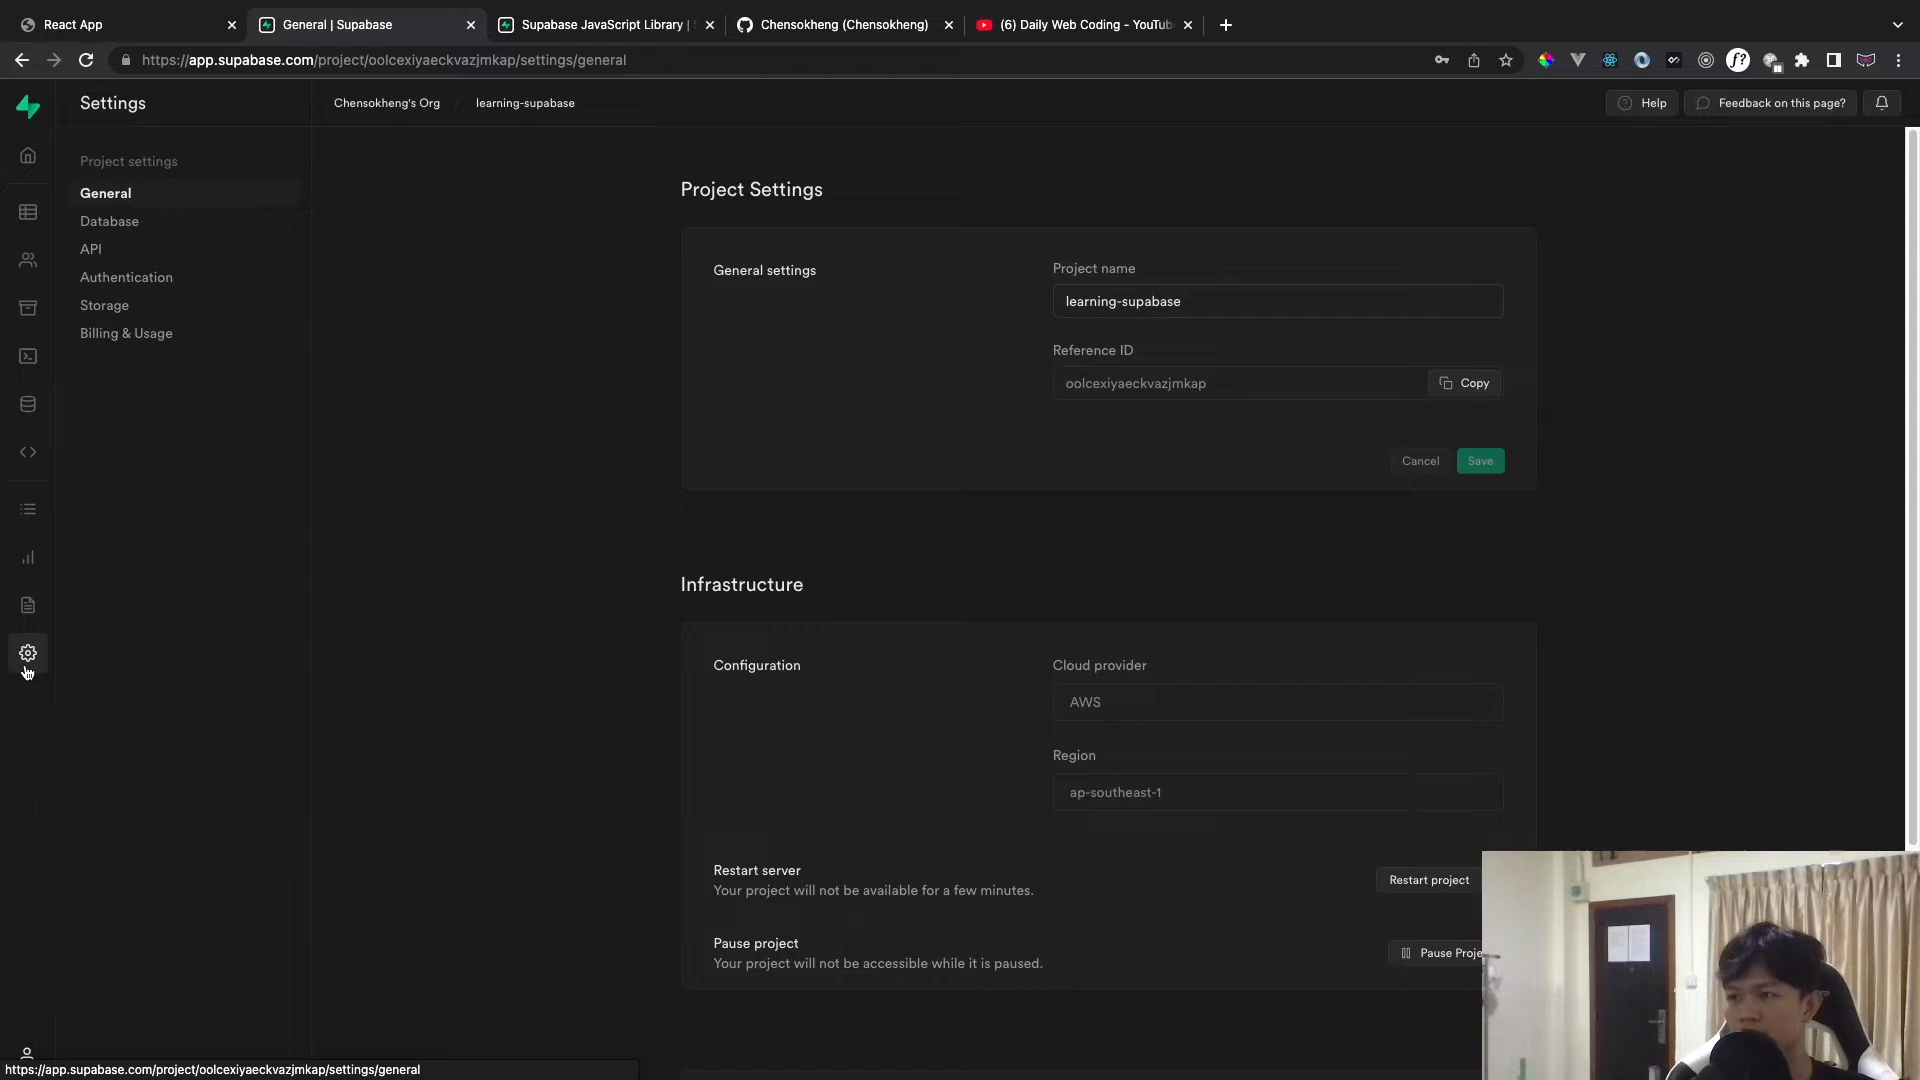 React App
General | Supabase
Supabase JavaScript Library |
Chensokheng (Chensokheng)
(6) Daily Web Coding - YouTub
https://app.supabase.com/project/oolcexiyaeckvazjmkap/settings/general
f?
Settings
Chensokheng's Org
/
learning-supabase
Help
Feedback on this page?
Project settings
General
Database
API
Authentication
Storage
Billing & Usage
Project Settings
General settings
Project name
learning-supabase
Reference ID
oolcexiyaeckvazjmkap
Copy
Cancel
Save
Infrastructure
Configuration
Cloud provider
AWS
Region
ap-southeast-1
Restart server
Your project will not be available for a few minutes.
Restart project
Pause project
Your project will not be accessible while it is paused.
Pause Proje
https://app.supabase.com/project/oolcexiyaeckvazjmkap/settings/general